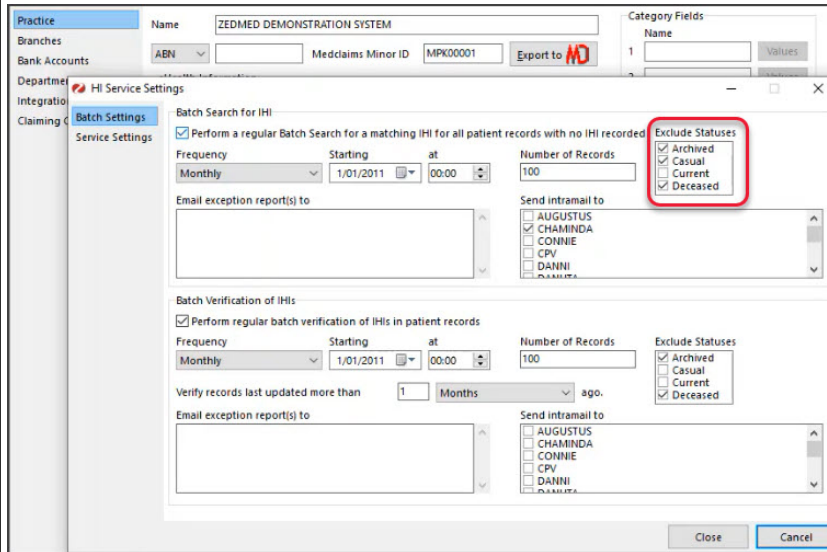 Practice
Branches
Bank Accounts
Departme
Integratio
Claiming
Name ZEDMED DEMONSTRATION SYSTEM
ABN Medclaims Minor ID MPK00001 Export to MD
Category Fields
Name
1 Values
HI Service Settings
Batch Settings
Service Settings
Batch Search for IHI
Perform a regular Batch Search for a matching IHI for all patient records with no IHI recorded
Exclude Statuses
Archived
Casual
Current
Deceased
Frequency Starting at Number of Records
Monthly 1/01/2011 00:00 100
Email exception report(s) to Send intramail to
AUGUSTUS
CHAMINDA
CONNIE
CPV
DANNI
DANUTA
Batch Verification of IHIs
Perform regular batch verification of IHIs in patient records
Frequency Starting at Number of Records Exclude Statuses
Monthly 1/01/2011 00:00 100
Archived
Casual
Current
Deceased
Verify records last updated more than 1 Months ago.
Email exception report(s) to Send intramail to
AUGUSTUS
CHAMINDA
CONNIE
CPV
DANNI
DANUTA
Close Cancel